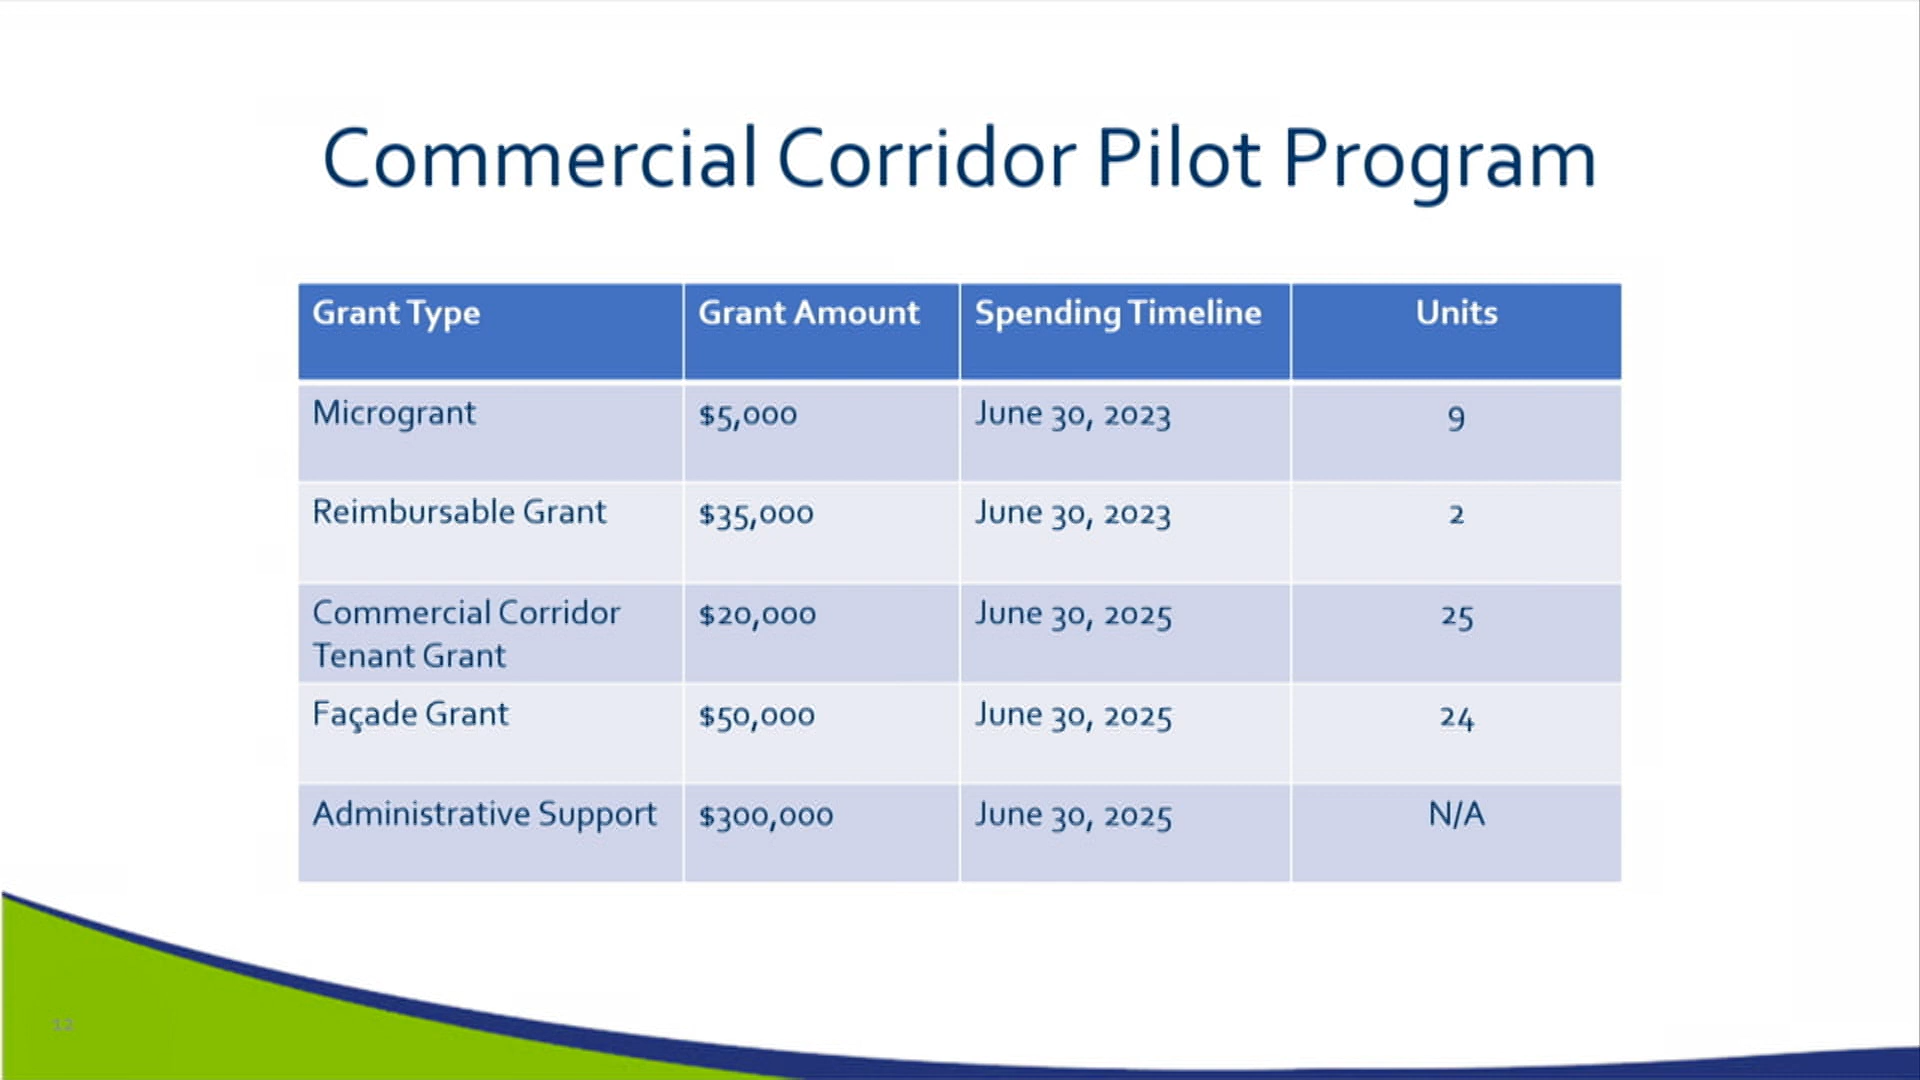 Commercial Corridor Pilot Program
Grant Type Grant Amount Spending Timeline Units
Microgrant $5,000 June 30, 2023 9
Reimbursable Grant $35,000 June 30, 2023 2
Commercial Corridor $20,000 June 30, 2025 25
Tenant Grant
Façade Grant $50,000 June 30, 2025 24
Administrative Support $300,000 June 30, 2025 N/A
12